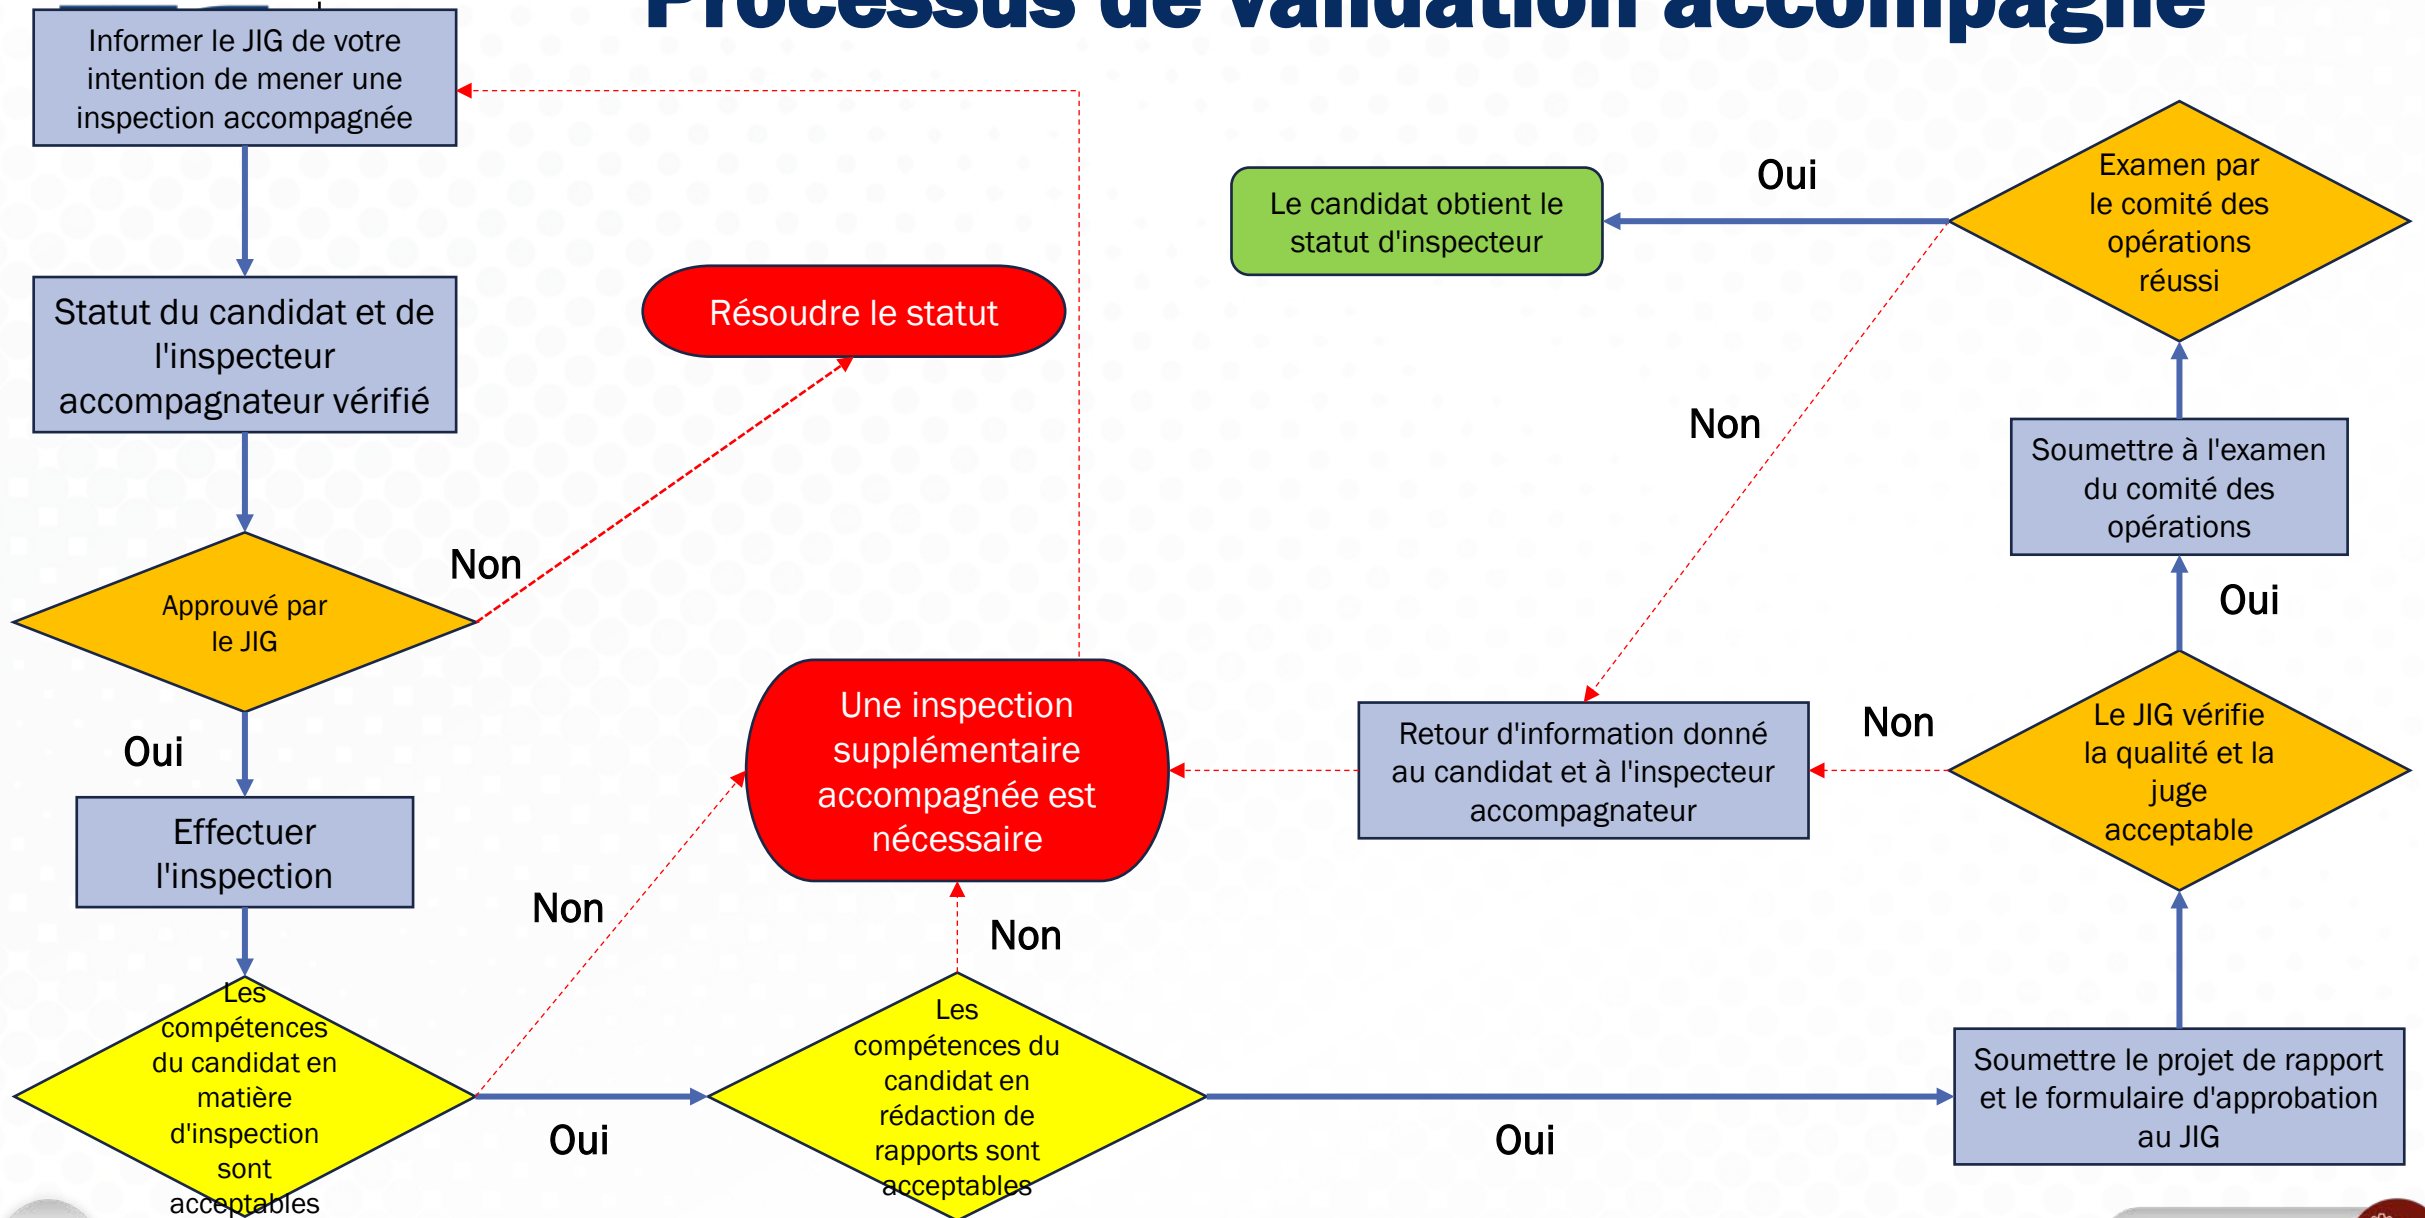 Processus de validation accompagné
Informer le JIG de votre
intention de mener une
inspection accompagnée
Statut du candidat et de
l'inspecteur
accompagnateur vérifié
Approuvé par
le JIG
Non
Résoudre le statut
Oui
Effectuer
l'inspection
Les
compétences
du candidat en
matière
d'inspection
sont
acceptables
Non
Oui
Une inspection
supplémentaire
accompagnée est
nécessaire
Non
Les
compétences du
candidat en
rédaction de
rapports sont
acceptables
Oui
Soumettre le projet de rapport
et le formulaire d'approbation
au JIG
Le JIG vérifie
la qualité et la
juge
acceptable
Non
Retour d'information donné
au candidat et à l'inspecteur
accompagnateur
Oui
Soumettre à l'examen
du comité des
opérations
Examen par
le comité des
opérations
réussi
Non
Oui
Le candidat obtient le
statut d'inspecteur